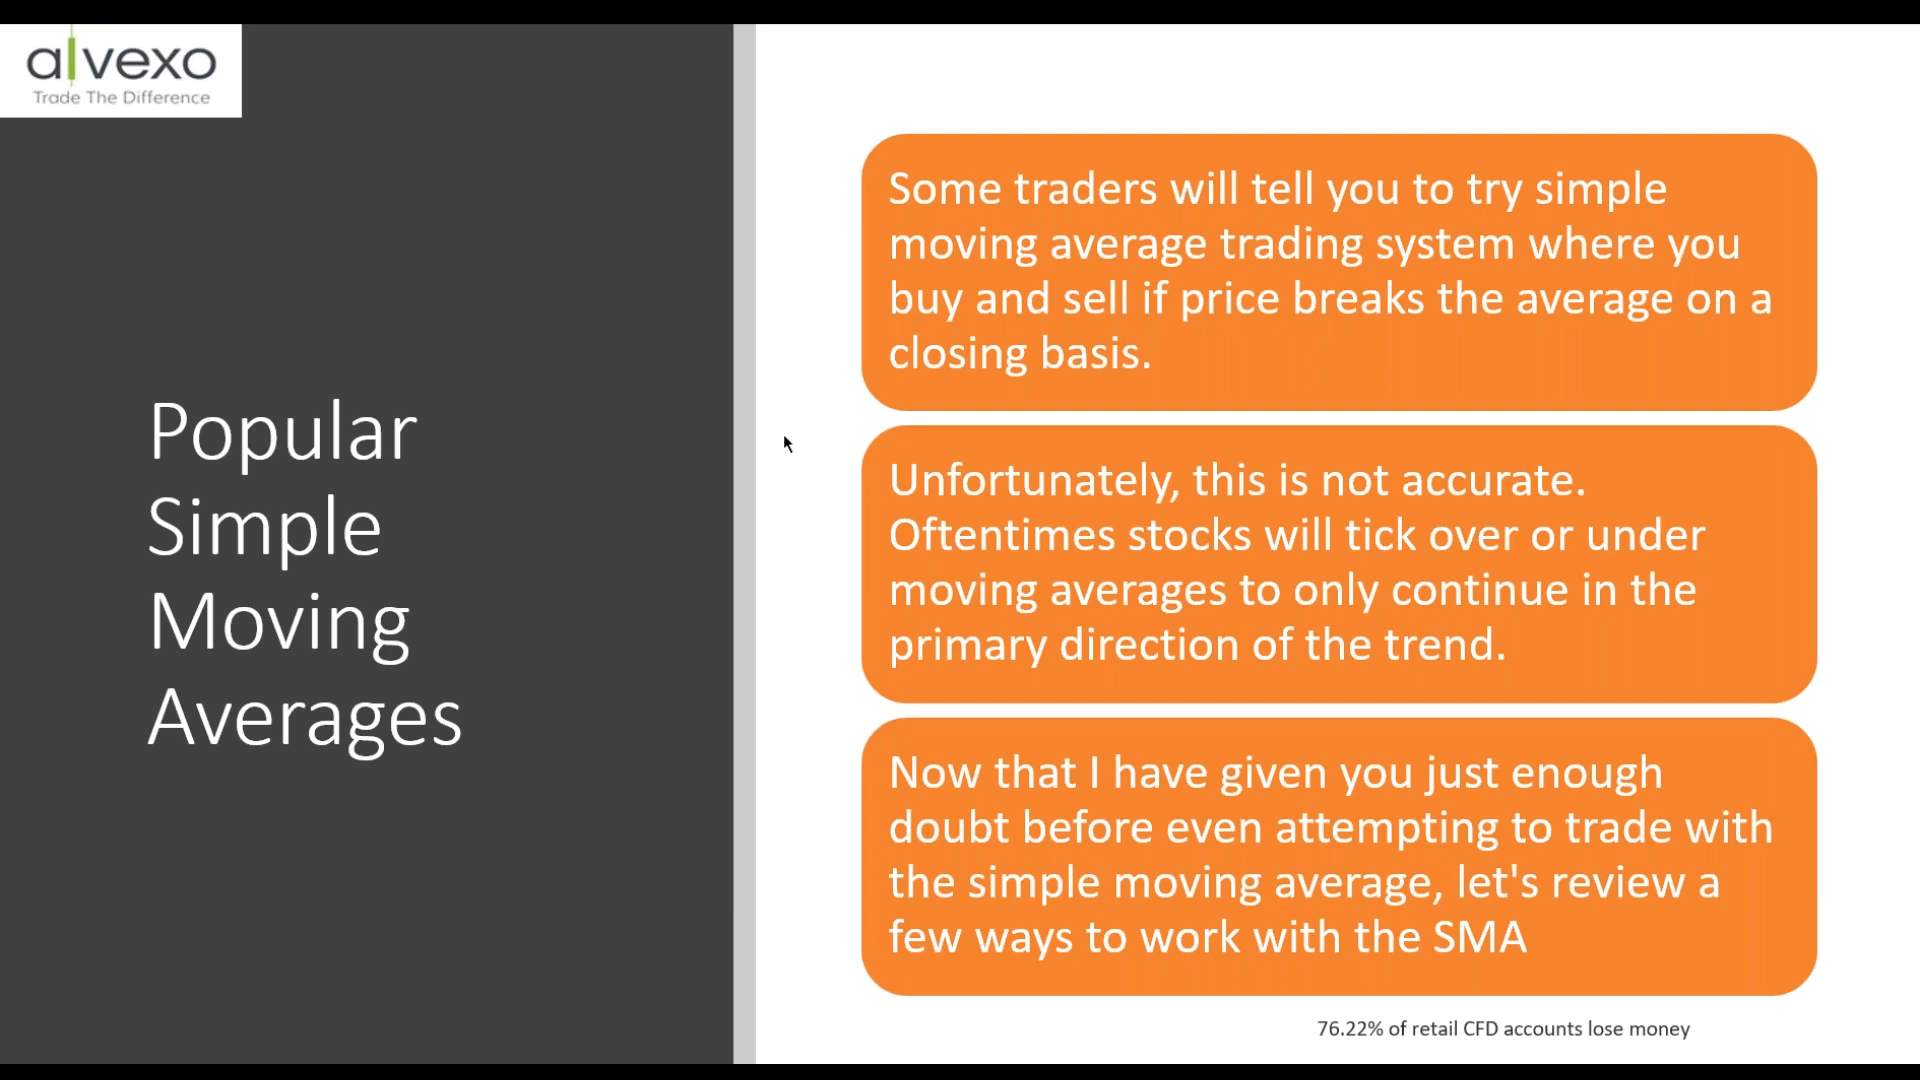 alvexo
Trade The Difference
Popular
Simple
Moving
Averages
Some traders will tell you to try simple
moving average trading system where you
buy and sell if price breaks the average on a
closing basis.
Unfortunately, this is not accurate.
Oftentimes stocks will tick over or under
moving averages to only continue in the
primary direction of the trend.
Now that I have given you just enough
doubt before even attempting to trade with
the simple moving average, let's review a
few ways to work with the SMA
76.22% of retail CFD accounts lose money